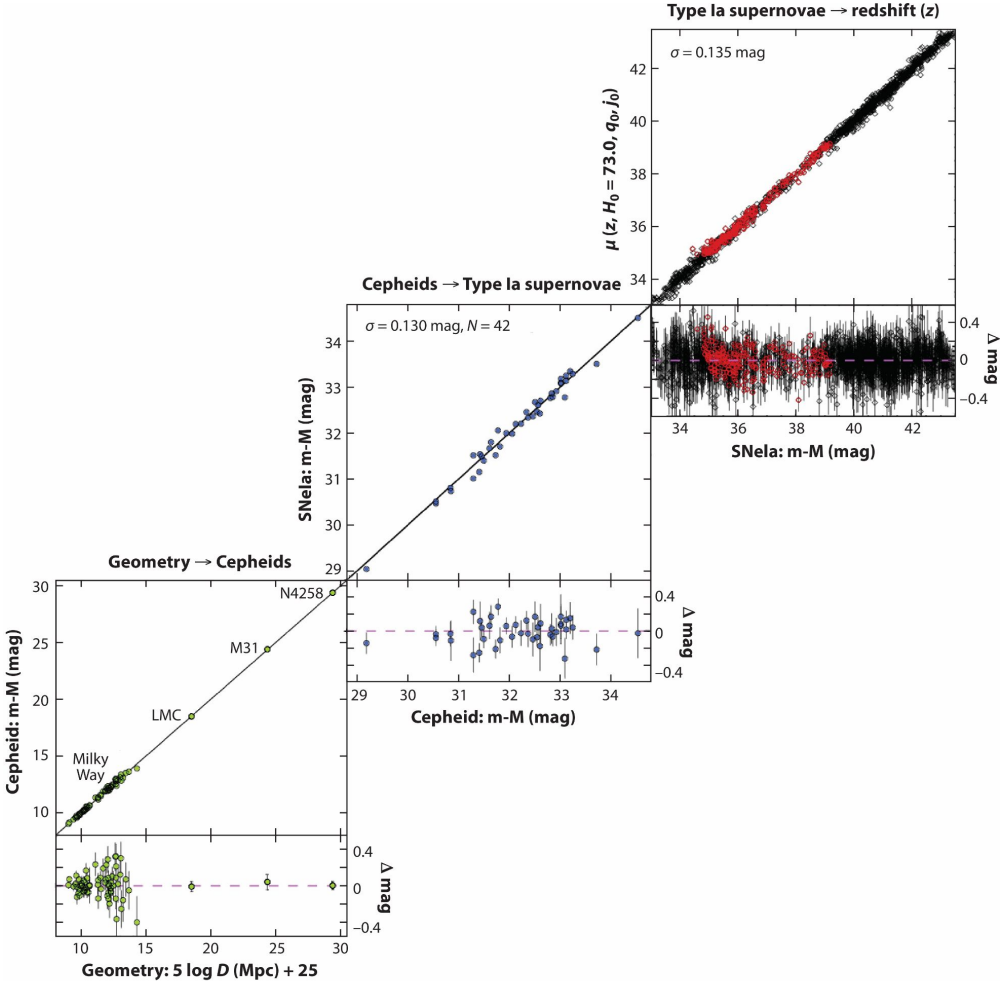 Type Ia supernovae → redshift (z)
σ = 0.135 mag
42
40
38
36
34
μ (z, H0 = 73.0, q0, j0)
0.4
0
−0.4
Δ mag
34 36 38 40 42
SNeIa: m-M (mag)
Cepheids → Type Ia supernovae
σ = 0.130 mag, N = 42
34
33
32
31
30
29
SNeIa: m-M (mag)
0.4
0
−0.4
Δ mag
29 30 31 32 33 34
Cepheid: m-M (mag)
Geometry → Cepheids
N4258
M31
LMC
Milky
Way
30
25
20
15
10
Cepheid: m-M (mag)
0.4
0
−0.4
Δ mag
10 15 20 25 30
Geometry: 5 log D (Mpc) + 25